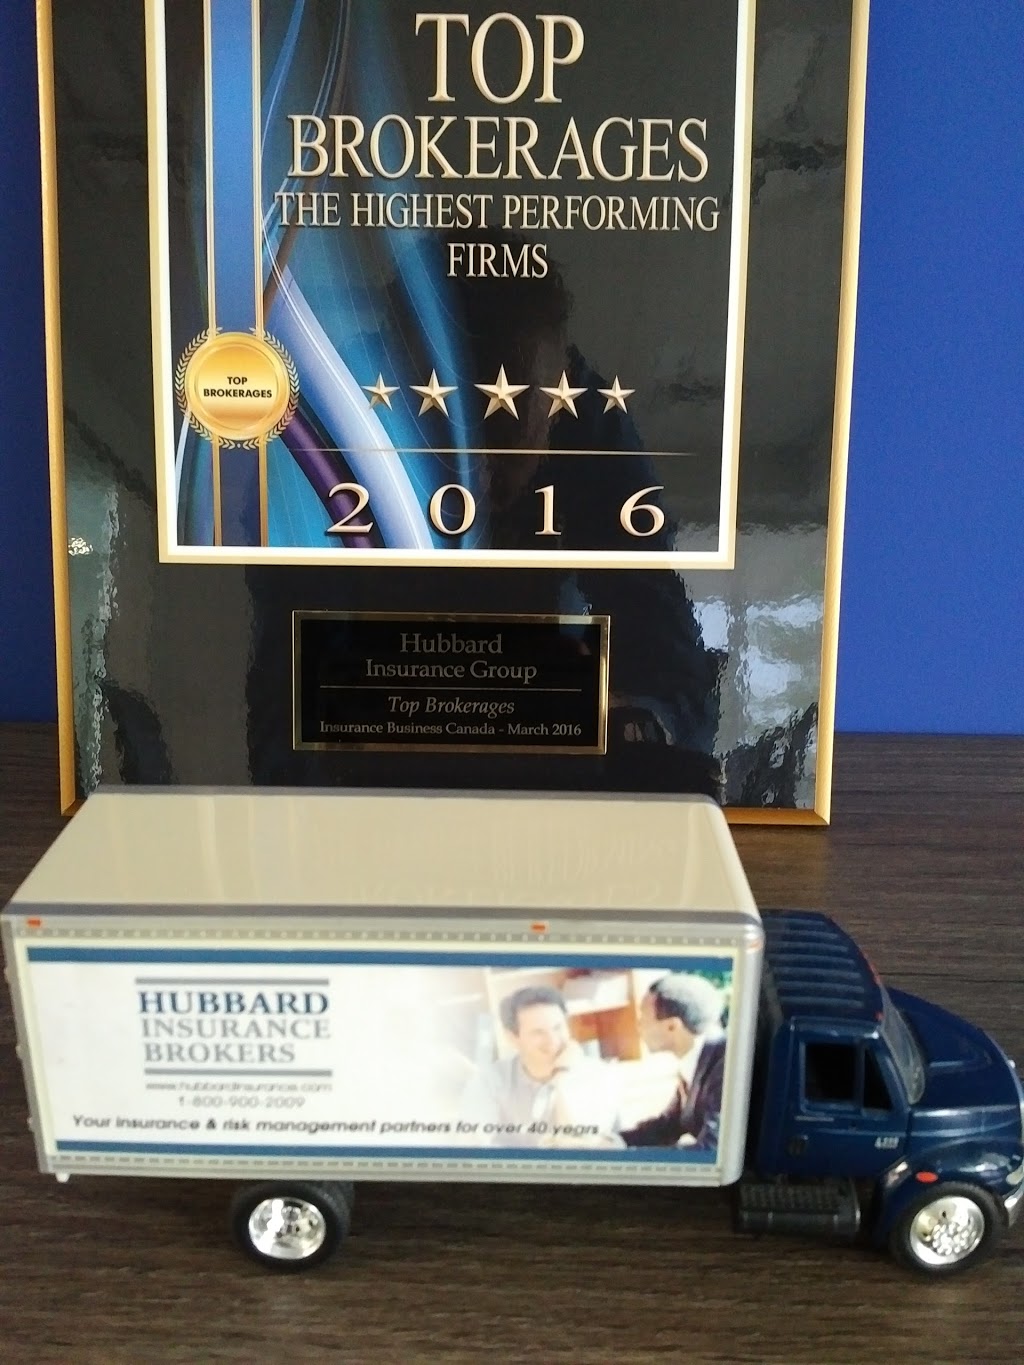 TOP
BROKERAGES
THE HIGHEST PERFORMING
FIRMS
TOP
BROKERAGES
2016
Hubbard
Insurance Group
Top Brokerages
Insurance Business Canada - March 2016
HUBBARD
INSURANCE
BROKERS
www.hubbardinsurance.com
1-800-900-2009
Your insurance & risk management partners for over 40 years